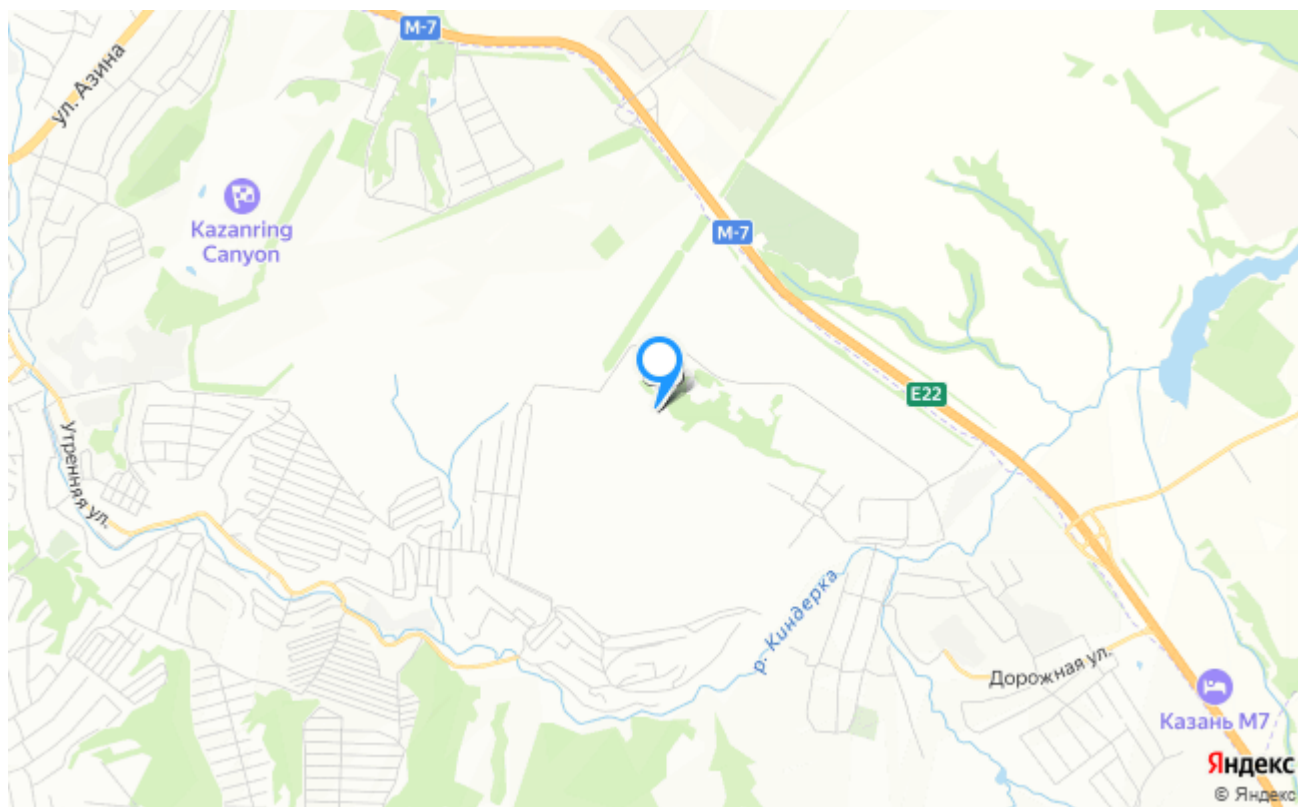 М-7
ул. Азина
Kazanring
Canyon
М-7
Е22
Утренняя ул.
р. Киндерка
Дорожная ул.
Казань М7
Яндекс
© Яндекс